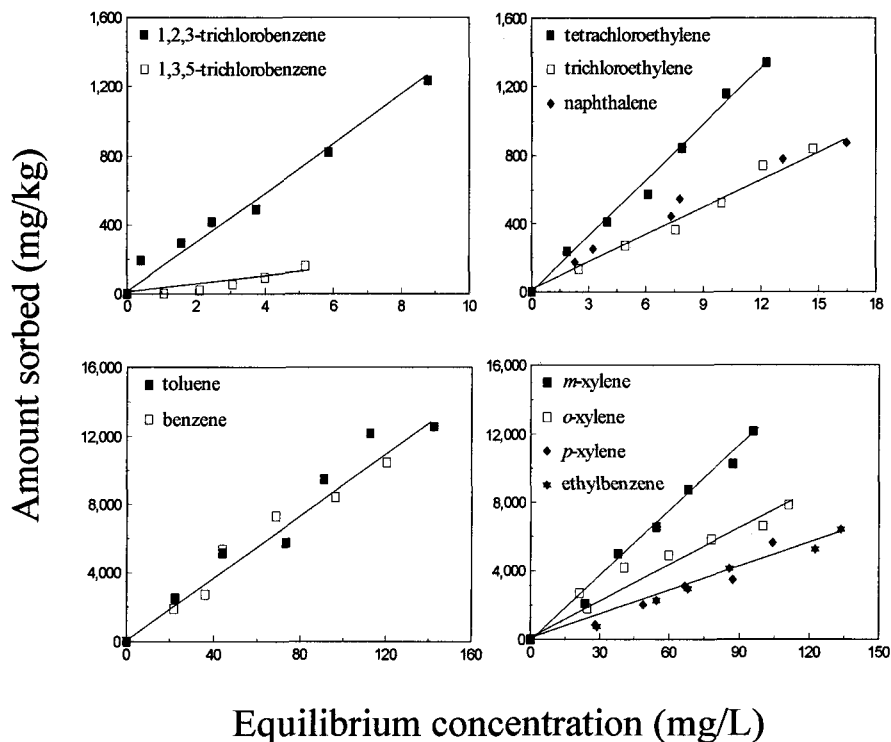 Amount sorbed (mg/kg)
1,600
1,200
800
400
0
1,2,3-trichlorobenzene
1,3,5-trichlorobenzene
0 2 4 6 8 10
1,600
1,200
800
400
0
tetrachloroethylene
trichloroethylene
naphthalene
0 3 6 9 12 15 18
16,000
12,000
8,000
4,000
0
toluene
benzene
0 40 80 120 160
16,000
12,000
8,000
4,000
0
m-xylene
o-xylene
p-xylene
ethylbenzene
0 30 60 90 120 150
Equilibrium concentration (mg/L)